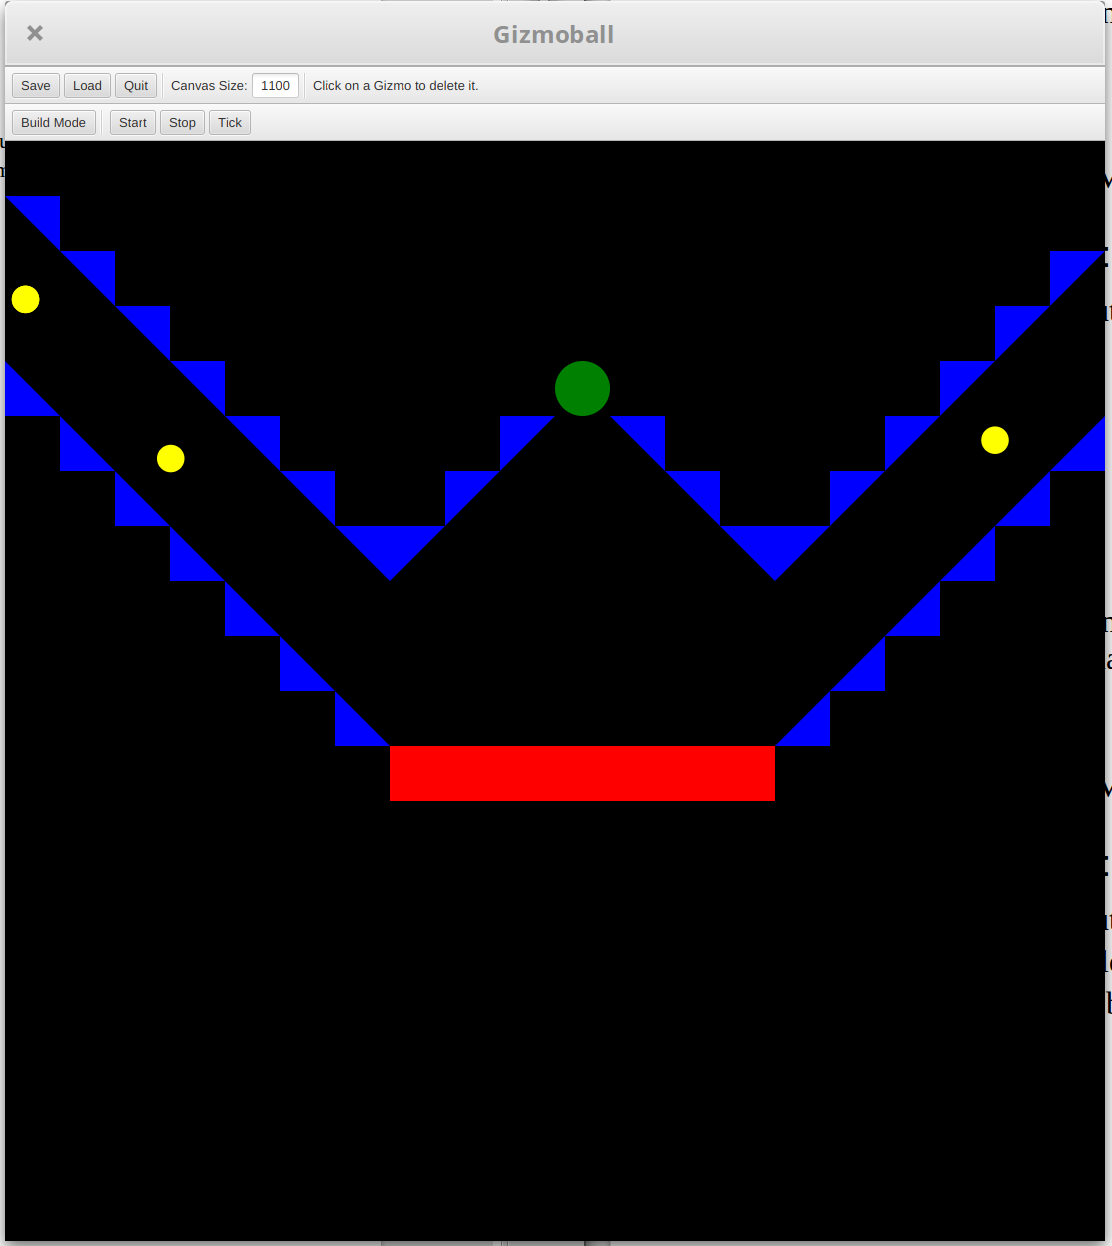 Gizmoball
Save Load Quit Canvas Size: 1100 Click on a Gizmo to delete it.
Build Mode Start Stop Tick